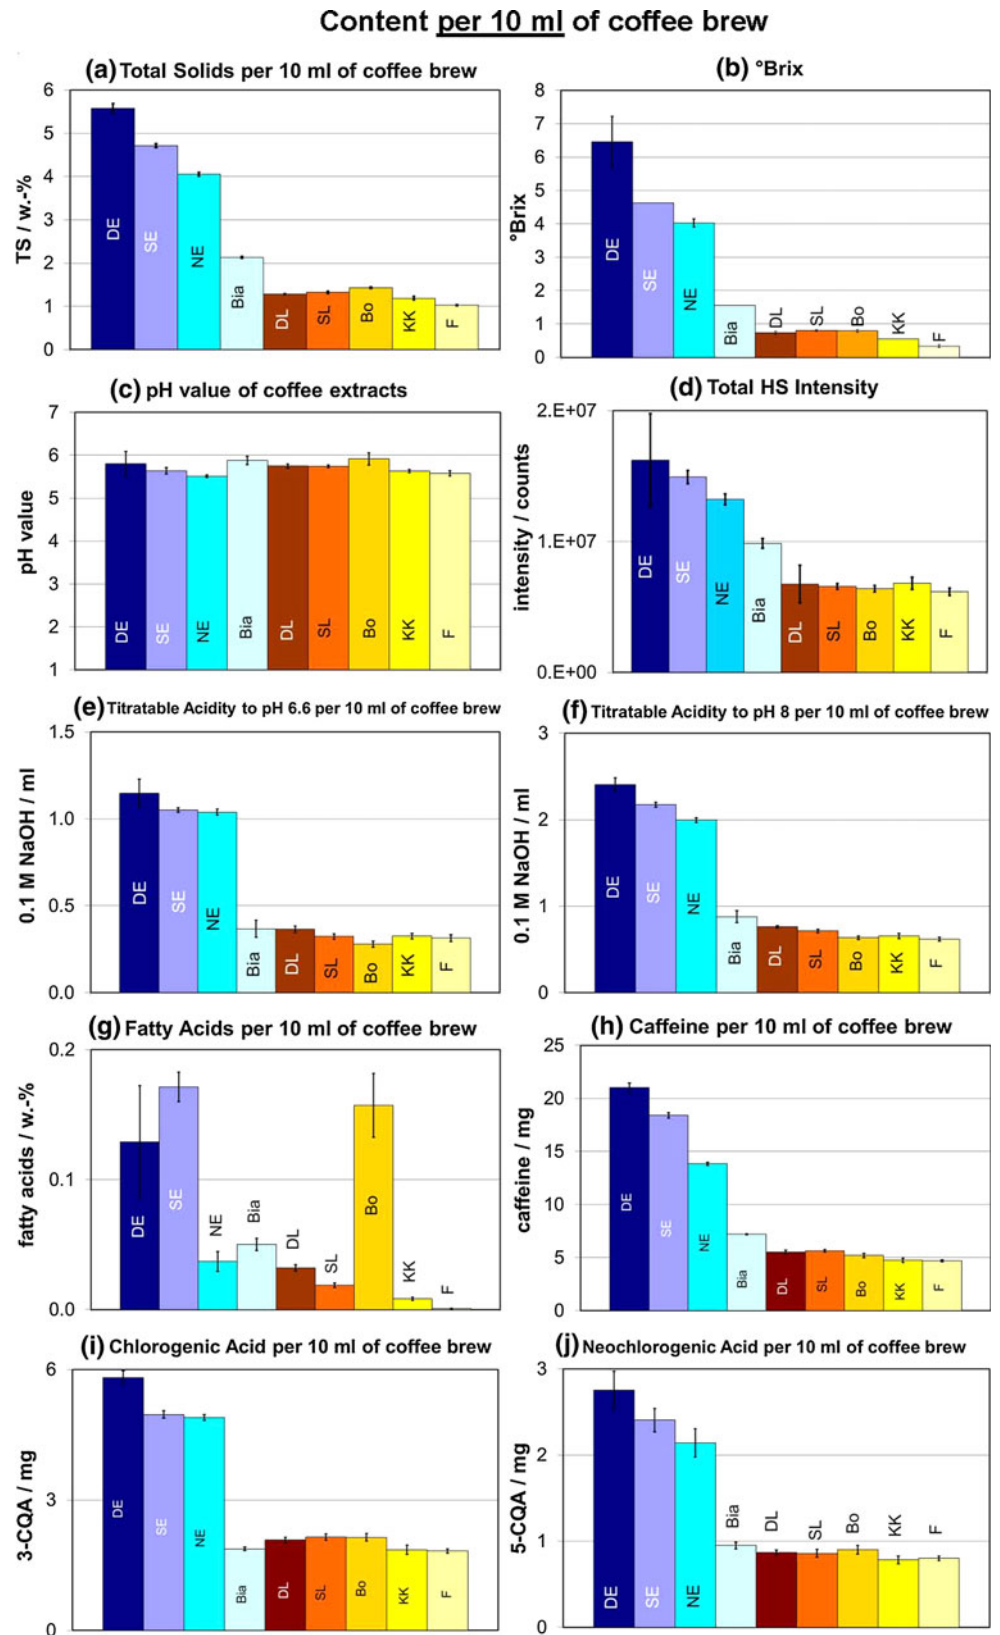 Content per 10 ml of coffee brew
(a) Total Solids per 10 ml of coffee brew
TS / w.-%
6
5
4
3
2
1
0
DE
SE
NE
Bia
DL
SL
Bo
KK
F
(b) °Brix
°Brix
8
7
6
5
4
3
2
1
0
DE
SE
NE
Bia
DL
SL
Bo
KK
F
(c) pH value of coffee extracts
pH value
7
6
5
4
3
2
1
DE
SE
NE
Bia
DL
SL
Bo
KK
F
(d) Total HS Intensity
intensity / counts
2.E+07
1.E+07
0.E+00
DE
SE
NE
Bia
DL
SL
Bo
KK
F
(e) Titratable Acidity to pH 6.6 per 10 ml of coffee brew
0.1 M NaOH / ml
1.5
1.0
0.5
0.0
DE
SE
NE
Bia
DL
SL
Bo
KK
F
(f) Titratable Acidity to pH 8 per 10 ml of coffee brew
0.1 M NaOH / ml
3
2
1
0
DE
SE
NE
Bia
DL
SL
Bo
KK
F
(g) Fatty Acids per 10 ml of coffee brew
fatty acids / w.-%
0.2
0.1
0.0
DE
SE
NE
Bia
DL
SL
Bo
KK
F
(h) Caffeine per 10 ml of coffee brew
caffeine / mg
25
20
15
10
5
0
DE
SE
NE
Bia
DL
SL
Bo
KK
F
(i) Chlorogenic Acid per 10 ml of coffee brew
3-CQA / mg
6
3
0
DE
SE
NE
Bia
DL
SL
Bo
KK
F
(j) Neochlorogenic Acid per 10 ml of coffee brew
5-CQA / mg
3
2
1
0
DE
SE
NE
Bia
DL
SL
Bo
KK
F